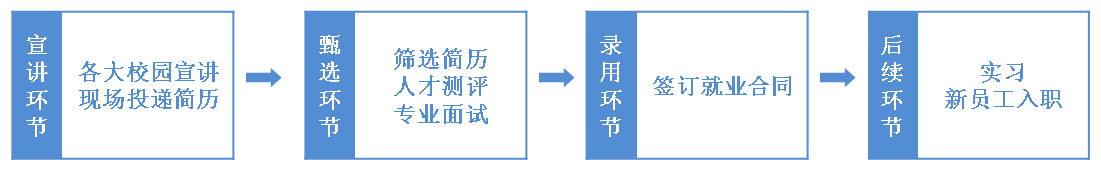 宣讲环节
各大校园宣讲
现场投递简历
甄选环节
筛选简历
人才测评
专业面试
录用环节
签订就业合同
后续环节
实习
新员工入职